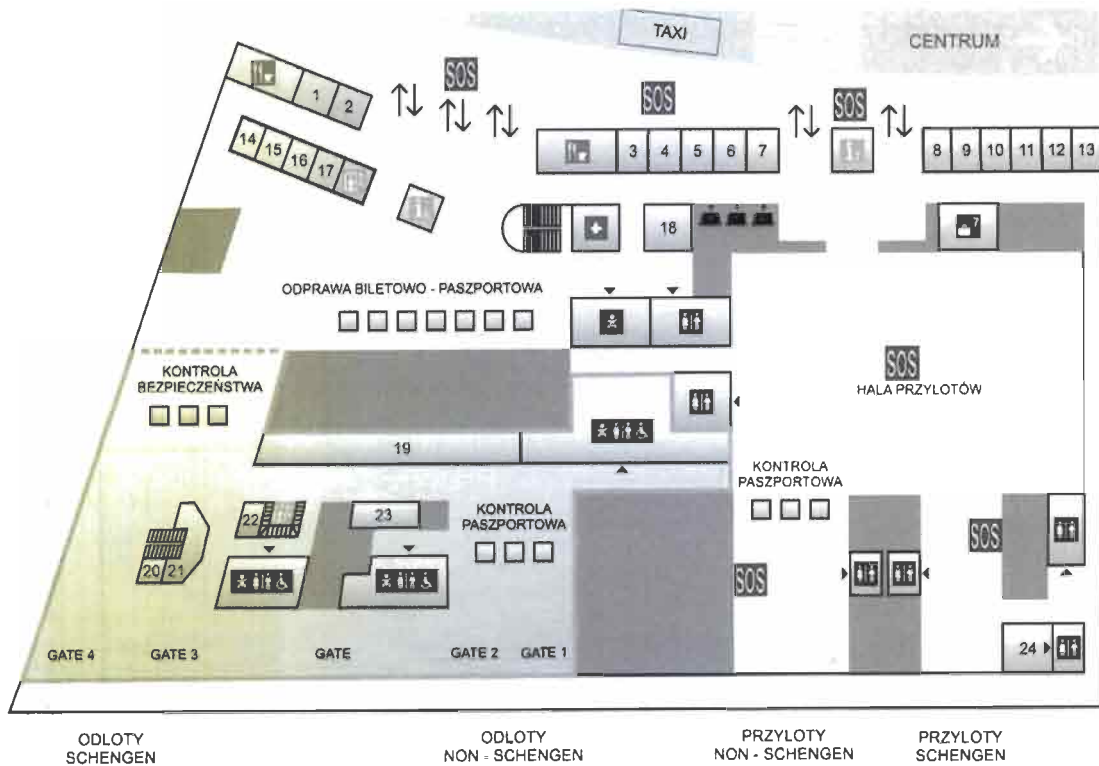 TAXI
CENTRUM
SOS
SOS
SOS
1
2
14
15
16
17
3
4
5
6
7
8
9
10
11
12
13
18
7
ODPRAWA BILETOWO - PASZPORTOWA
KONTROLA
BEZPIECZEŃSTWA
SOS
HALA PRZYLOTÓW
19
KONTROLA
PASZPORTOWA
22
23
KONTROLA
PASZPORTOWA
20
21
SOS
SOS
24
GATE 4
GATE 3
GATE
GATE 2
GATE 1
ODLOTY
SCHENGEN
ODLOTY
NON - SCHENGEN
PRZYLOTY
NON - SCHENGEN
PRZYLOTY
SCHENGEN